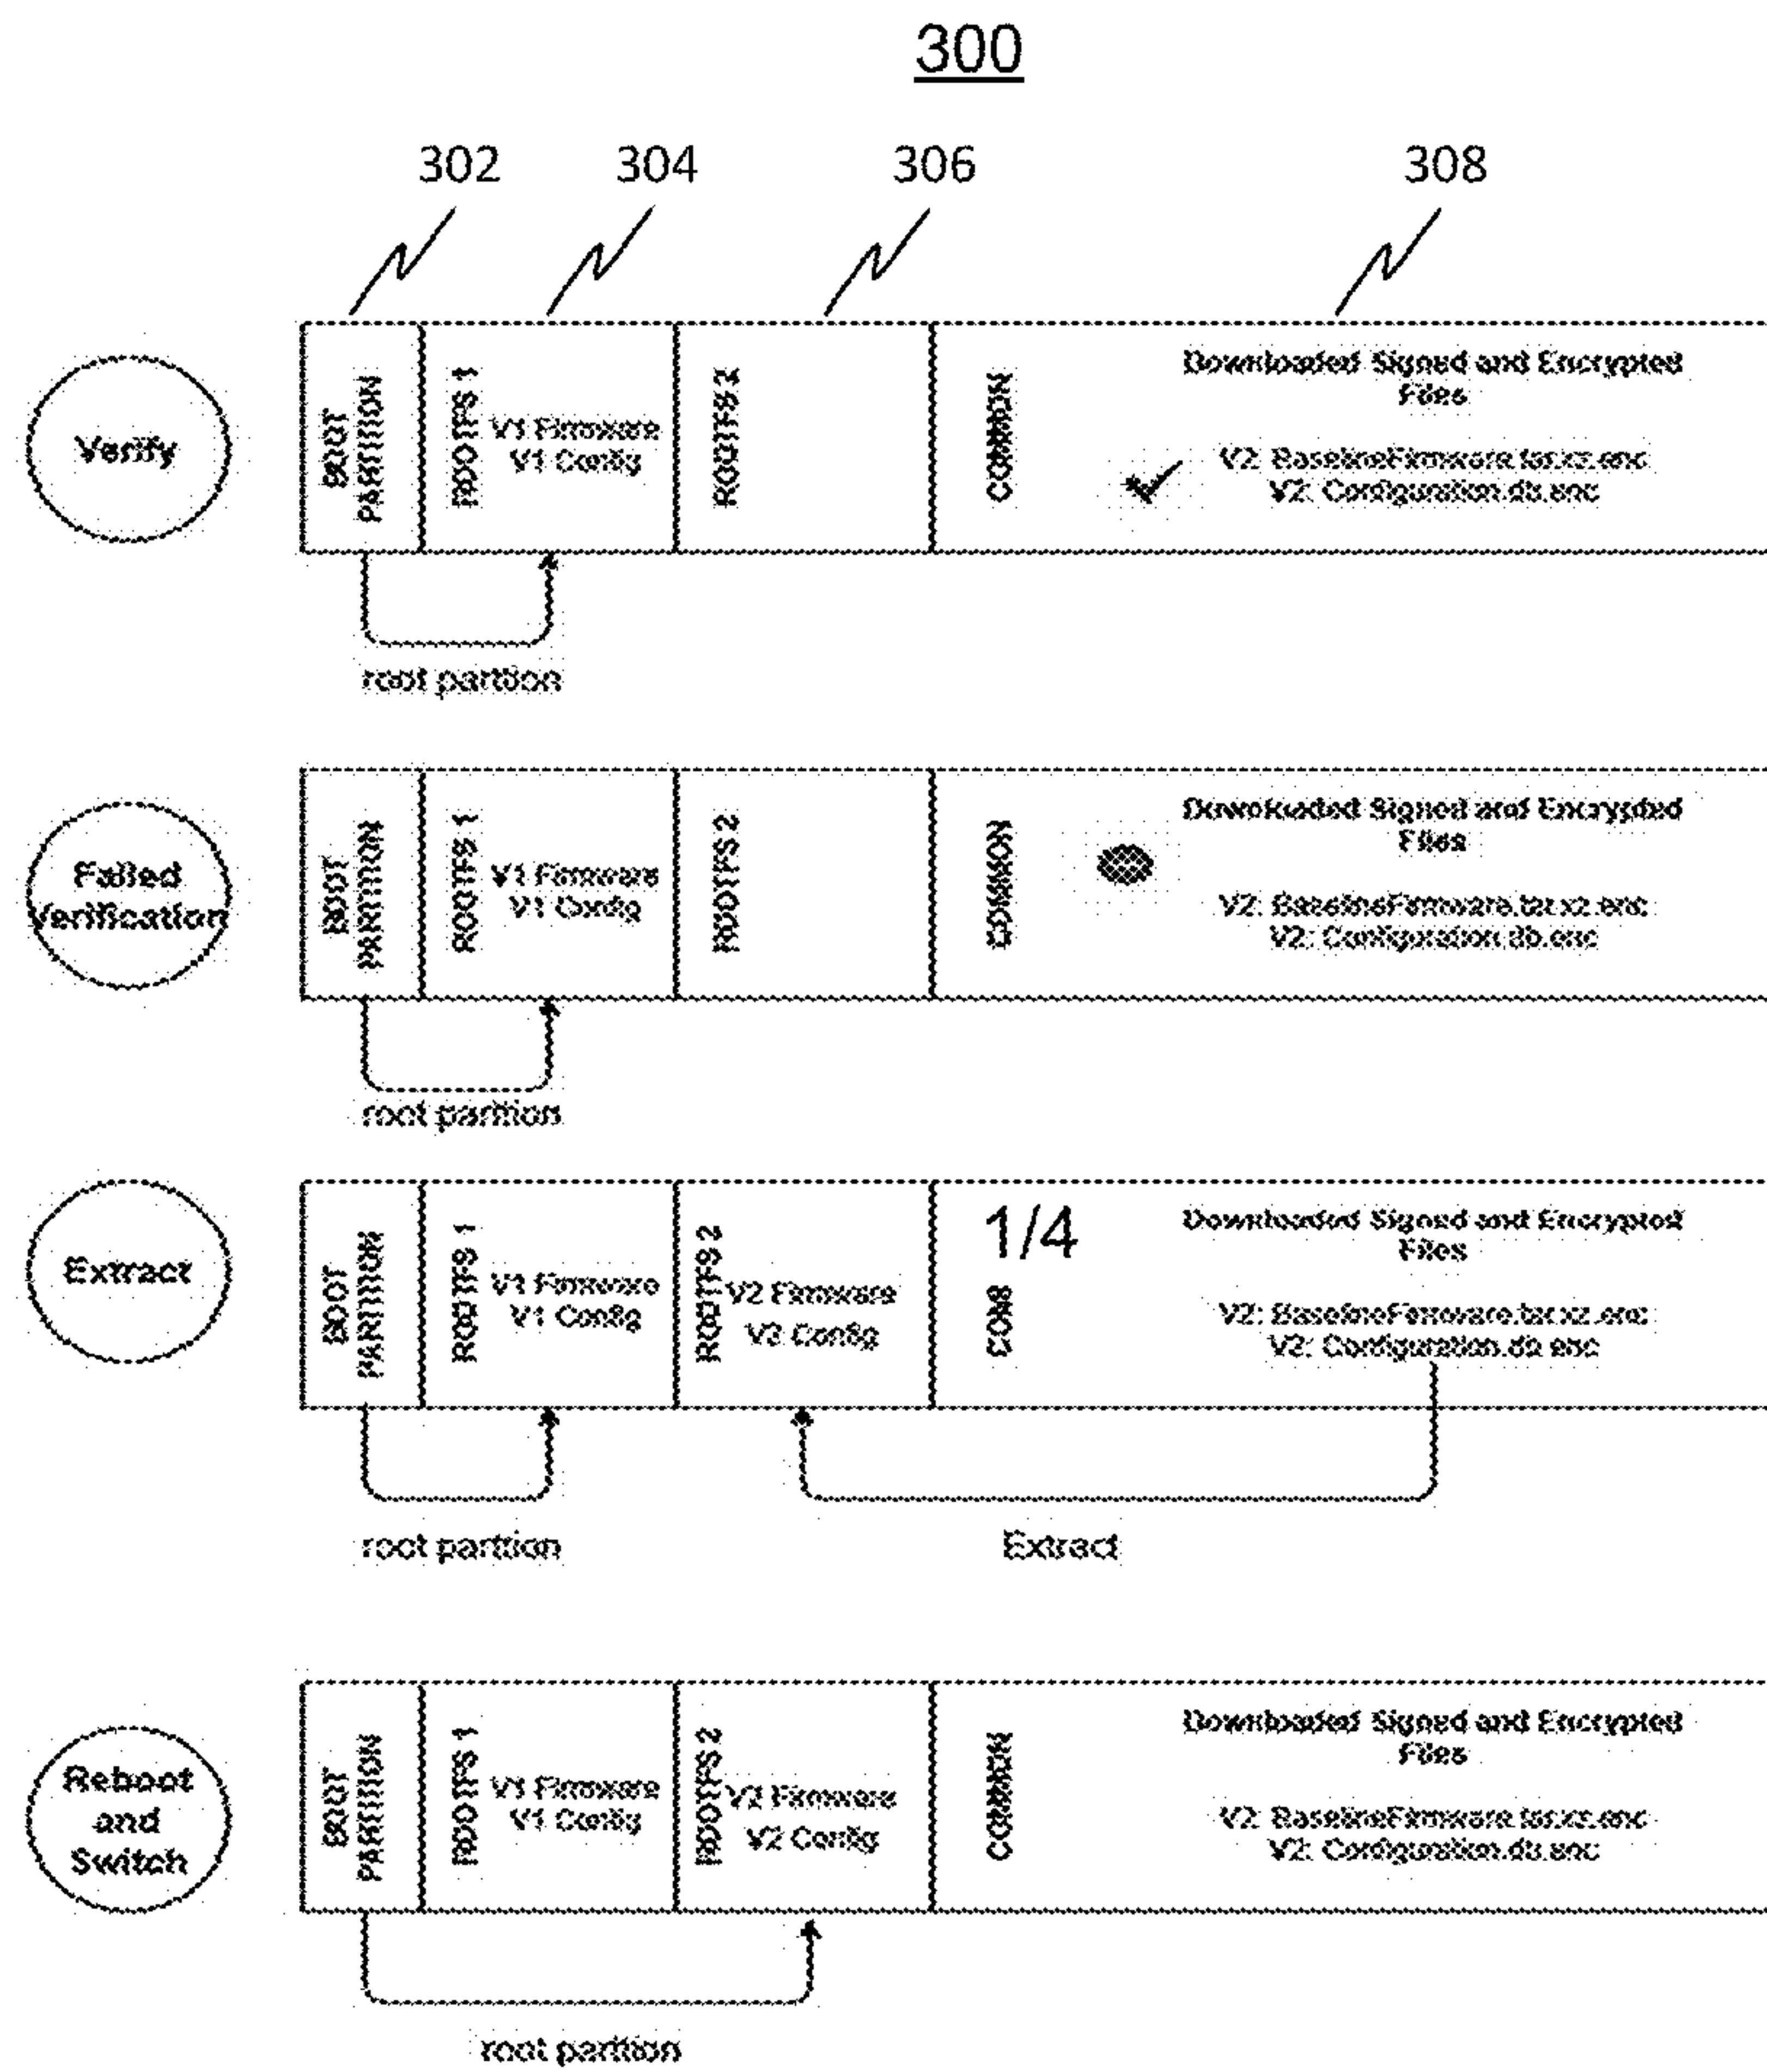 300
302
304
306
308
Verify
BOOT
PARTITION
ROOTFS 1
V1 Firmware
V1 Config
ROOTFS 2
COMMON
Downloaded Signed and Encrypted
Files
V2: BaselineFirmware.tar.xz.enc
V2: Configuration.db.enc
root parttion
Failed
Verification
BOOT
PARTITION
ROOTFS 1
V1 Firmware
V1 Config
ROOTFS 2
COMMON
Downloaded Signed and Encrypted
Files
V2: BaselineFirmware.tar.xz.enc
V2: Configuration.db.enc
root parttion
Extract
BOOT
PARTITION
ROOTFS 1
V1 Firmware
V1 Config
ROOTFS 2
V2 Firmware
V2 Config
1/4
Downloaded Signed and Encrypted
Files
V2: BaselineFirmware.tar.xz.enc
V2: Configuration.db.enc
root parttion
Extract
Reboot
and
Switch
BOOT
PARTITION
ROOTFS 1
V1 Firmware
V1 Config
ROOTFS 2
V2 Firmware
V2 Config
COMMON
Downloaded Signed and Encrypted
Files
V2: BaselineFirmware.tar.xz.enc
V2: Configuration.db.enc
root parttion